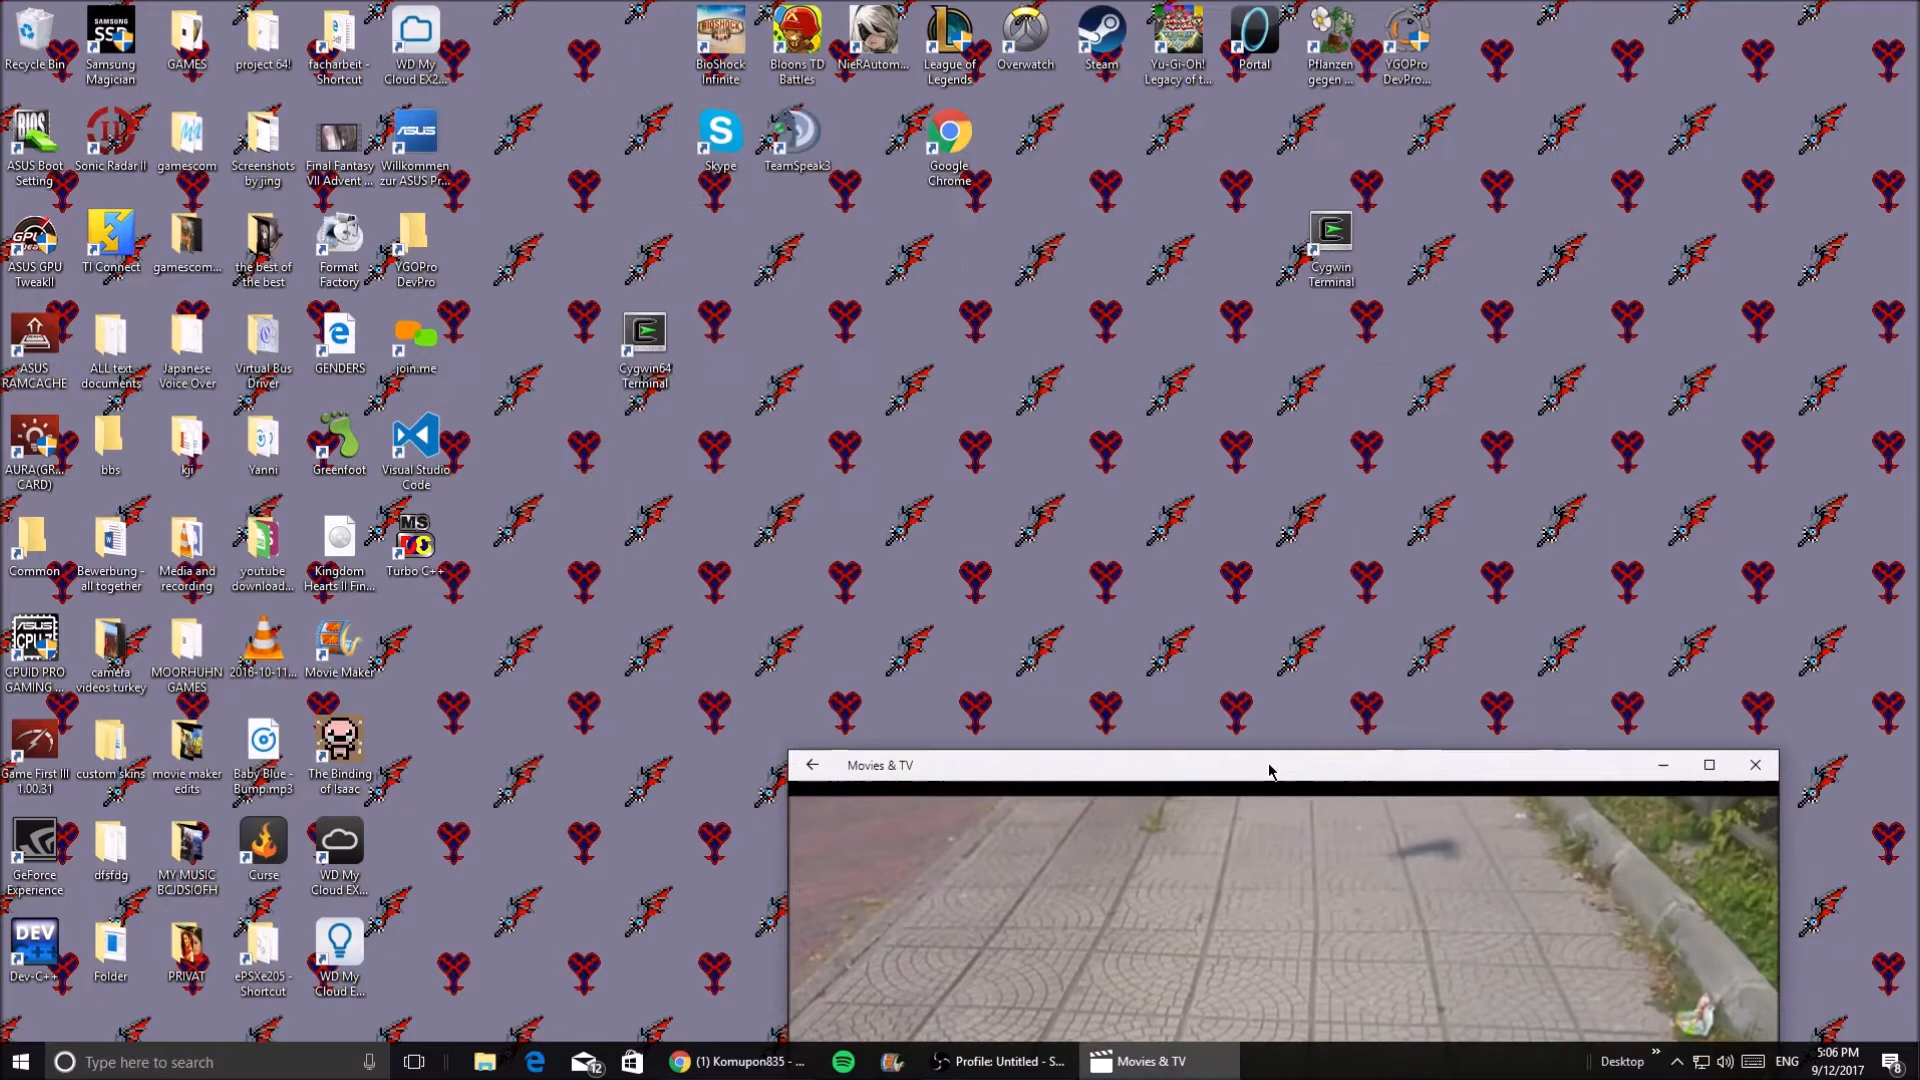 Recycle Bin
Samsung
Magician
GAMES
project 64!
facharbeit -
Shortcut
WD My
Cloud EX2...
BioShock
Infinite
Bloons TD
Battles
NieRAutom...
League of
Legends
Overwatch
Steam
Yu-Gi-Oh!
Legacy of t...
Portal
Pflanzen
gegen ...
YGOPro
DevPro...
ASUS Boot
Setting
Sonic Radar II
gamescom
Screenshots
by jing
Final Fantasy
VII Advent ...
Willkommen
zur ASUS Pr...
Skype
TeamSpeak3
Google
Chrome
ASUS GPU
TweakII
TI Connect
gamescom...
the best of
the best
Format
Factory
YGOPro
DevPro
Cygwin
Terminal
ASUS
RAMCACHE
ALL text
documents
Japanese
Voice Over
Virtual Bus
Driver
GENDERS
join.me
Cygwin64
Terminal
AURA(GR...
CARD)
bbs
kji
Yanni
Greenfoot
Visual Studio
Code
Common
Bewerbung -
all together
Media and
recording
youtube
download...
Kingdom
Hearts II Fin...
Turbo C++
CPUID PRO
GAMING ...
camera
videos turkey
MOORHUHN
GAMES
2016-10-11...
Movie Maker
Game First III
1.00.31
custom skins
movie maker
edits
Baby Blue -
Bump.mp3
The Binding
of Isaac
Movies & TV
GeForce
Experience
dfsfdg
MY MUSIC
BCJDSIOFH
Curse
WD My
Cloud EX...
Dev-C++
Folder
PRIVAT
ePSXe205 -
Shortcut
WD My
Cloud E...
Type here to search
12
(1) Komupon835 - ...
Profile: Untitled - S...
Movies & TV
Desktop
ENG
5:06 PM
9/12/2017
8